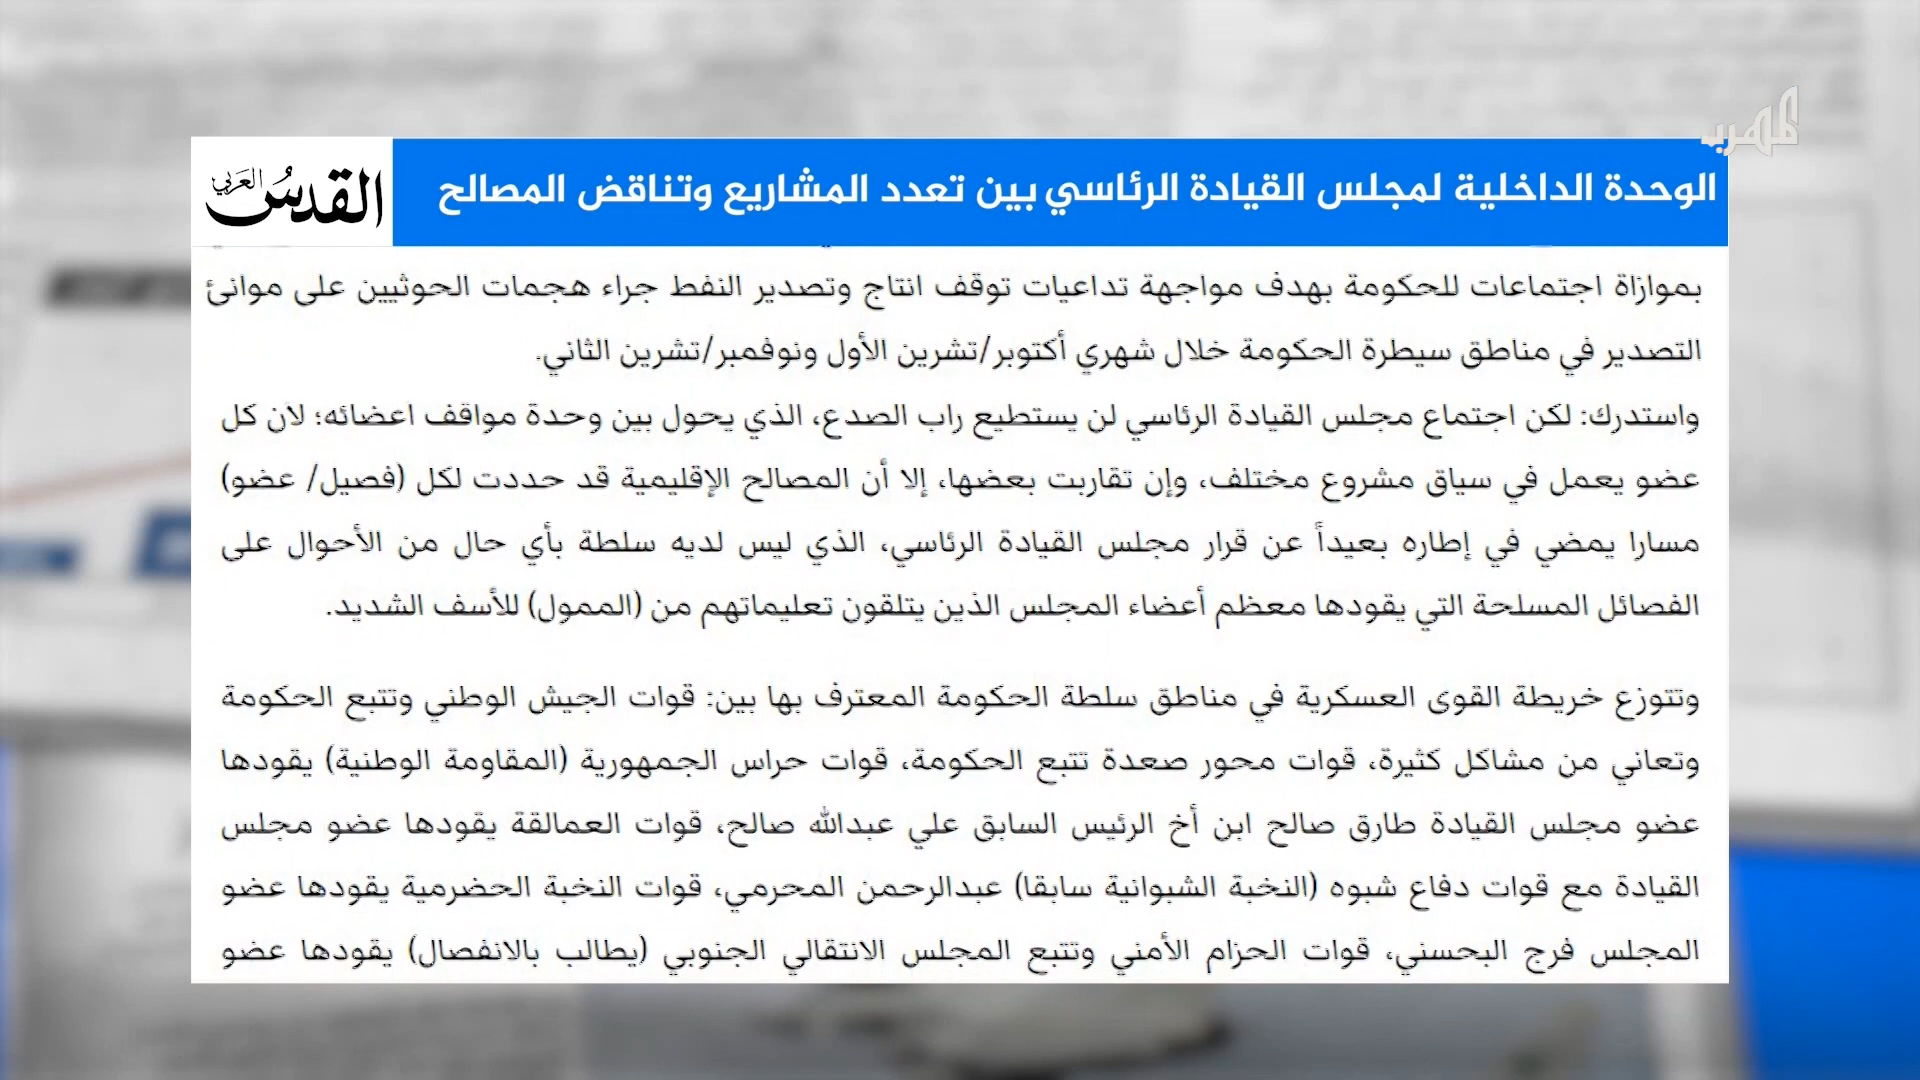 المهرية
الوحدة الداخلية لمجلس القيادة الرئاسي بين تعدد المشاريع وتناقض المصالح
القدس العربي
بموازاة اجتماعات للحكومة بهدف مواجهة تداعيات توقف انتاج وتصدير النفط جراء هجمات الحوثيين على موانئ
التصدير في مناطق سيطرة الحكومة خلال شهري أكتوبر/تشرين الأول ونوفمبر/تشرين الثاني.
واستدرك: لكن اجتماع مجلس القيادة الرئاسي لن يستطيع راب الصدع، الذي يحول بين وحدة مواقف اعضائه؛ لان كل
عضو يعمل في سياق مشروع مختلف، وإن تقاربت بعضها، إلا أن المصالح الإقليمية قد حددت لكل (فصيل/ عضو)
مسارا يمضي في إطاره بعيداً عن قرار مجلس القيادة الرئاسي، الذي ليس لديه سلطة بأي حال من الأحوال على
الفصائل المسلحة التي يقودها معظم أعضاء المجلس الذين يتلقون تعليماتهم من (الممول) للأسف الشديد.
وتتوزع خريطة القوى العسكرية في مناطق سلطة الحكومة المعترف بها بين: قوات الجيش الوطني وتتبع الحكومة
وتعاني من مشاكل كثيرة، قوات محور صعدة تتبع الحكومة، قوات حراس الجمهورية (المقاومة الوطنية) يقودها
عضو مجلس القيادة طارق صالح ابن أخ الرئيس السابق علي عبدالله صالح، قوات العمالقة يقودها عضو مجلس
القيادة مع قوات دفاع شبوه (النخبة الشبوانية سابقا) عبدالرحمن المحرمي، قوات النخبة الحضرمية يقودها عضو
المجلس فرج البحسني، قوات الحزام الأمني وتتبع المجلس الانتقالي الجنوبي (يطالب بالانفصال) يقودها عضو